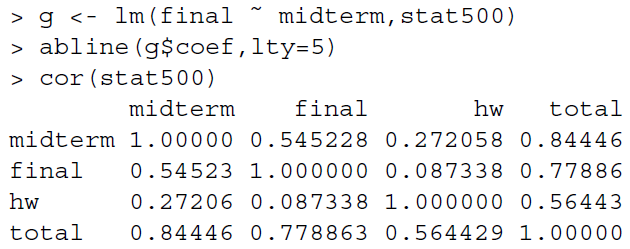 > g <- lm(final ˜ midterm,stat500)
> abline(g$coef,lty=5)
> cor(stat500)
midterm final hw total
midterm 1.00000 0.545228 0.272058 0.84446
final 0.54523 1.000000 0.087338 0.77886
hw 0.27206 0.087338 1.000000 0.56443
total 0.84446 0.778863 0.564429 1.00000